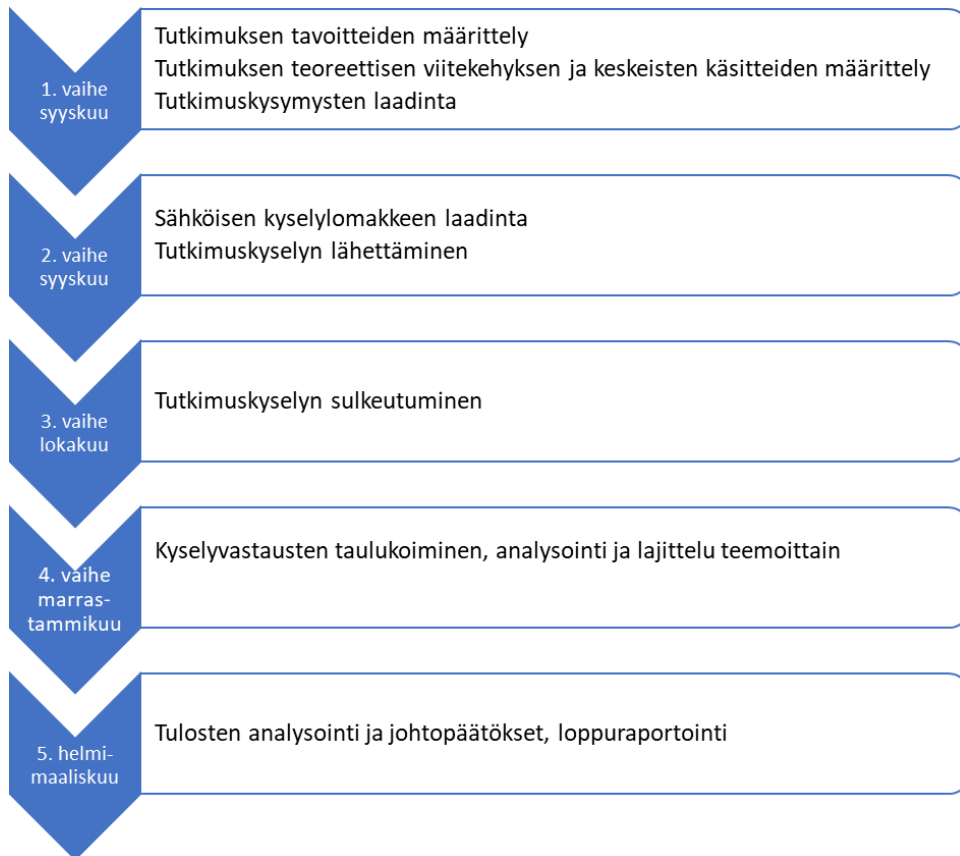 1. vaihe
syyskuu
Tutkimuksen tavoitteiden määrittely
Tutkimuksen teoreettisen viitekehyksen ja keskeisten käsitteiden määrittely
Tutkimuskysymysten laadinta
2. vaihe
syyskuu
Sähköisen kyselylomakkeen laadinta
Tutkimuskyselyn lähettäminen
3. vaihe
lokakuu
Tutkimuskyselyn sulkeutuminen
4. vaihe
marras-
tammikuu
Kyselyvastausten taulukoiminen, analysointi ja lajittelu teemoittain
5. helmi-
maaliskuu
Tulosten analysointi ja johtopäätökset, loppuraportointi